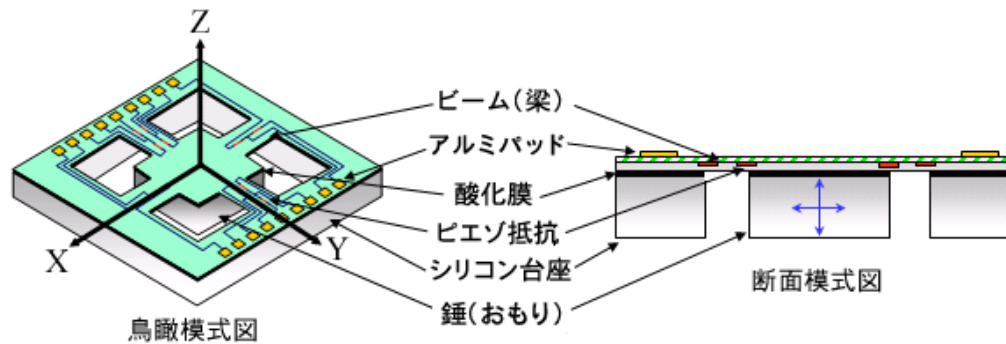 Z
X
Y
ビーム(梁)
アルミパッド
酸化膜
ピエゾ抵抗
シリコン台座
錘(おもり)
鳥瞰模式図
断面模式図